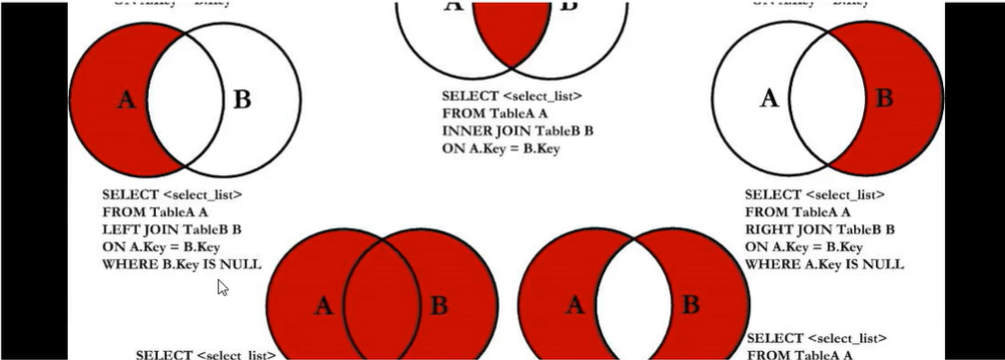 A B
SELECT <select_list>
FROM TableA A
LEFT JOIN TableB B
ON A.Key = B.Key
WHERE B.Key IS NULL
A B
SELECT <select_list>
FROM TableA A
INNER JOIN TableB B
ON A.Key = B.Key
A B
SELECT <select_list>
FROM TableA A
RIGHT JOIN TableB B
ON A.Key = B.Key
WHERE A.Key IS NULL
A B
SELECT <select_list>
A B
SELECT <select_list>
FROM TableA A